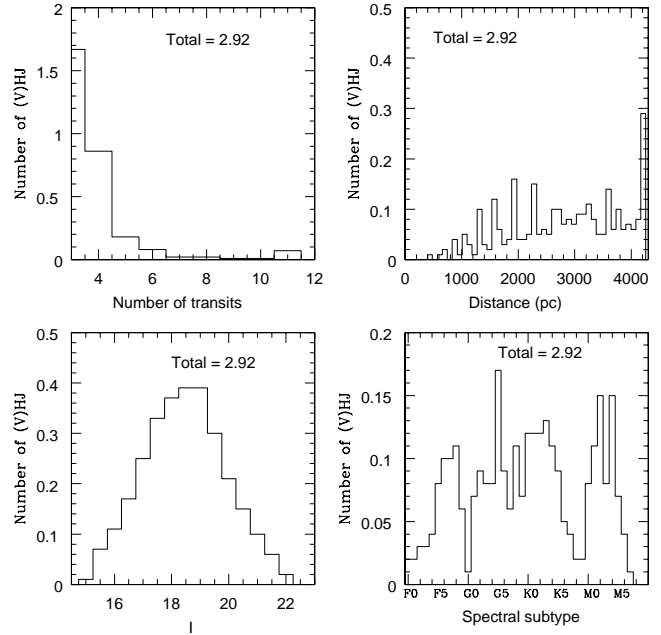 2
1.5
1
0.5
0
Number of (V)HJ
Total = 2.92
4 6 8 10 12
Number of transits
0.5
0.4
0.3
0.2
0.1
0
Number of (V)HJ
Total = 2.92
0 1000 2000 3000 4000
Distance (pc)
0.5
0.4
0.3
0.2
0.1
0
Number of (V)HJ
Total = 2.92
16 18 20 22
I
0.2
0.15
0.1
0.05
0
Number of (V)HJ
Total = 2.92
F0 F5 G0 G5 K0 K5 M0 M5
Spectral subtype